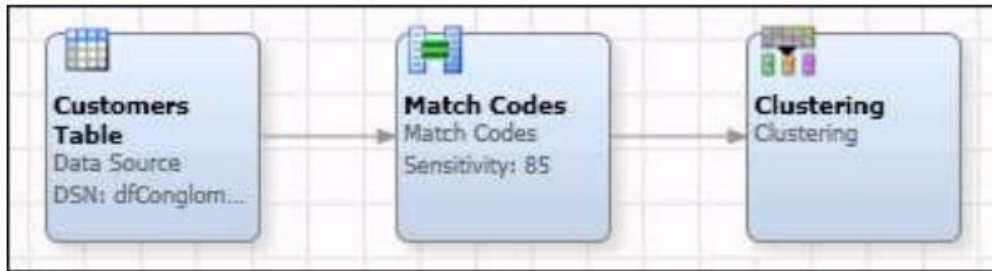 Customers
Table
Data Source
DSN: dfConglom...
Match Codes
Match Codes
Sensitivity: 85
Clustering
Clustering